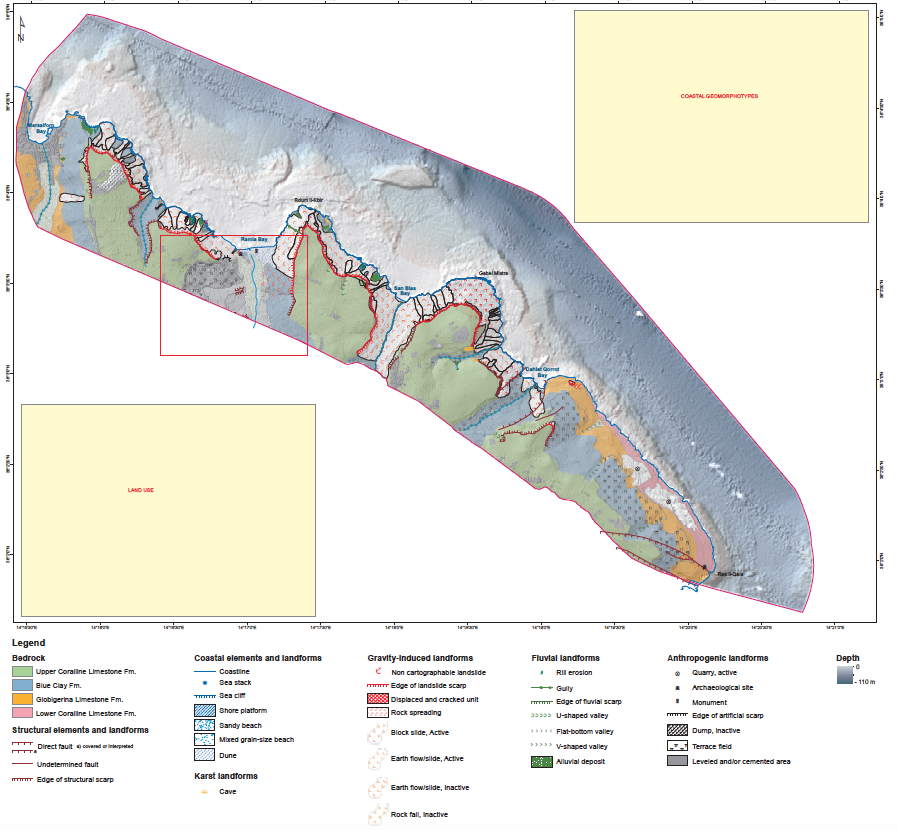 N
COASTAL GEOMORPHOTYPES
Marsalforn
Bay
Rdum Il-Kbir
Ramla Bay
Gebel Mistra
San Blas
Bay
Dahlet Qorrot
Bay
LAND USE
Ras Il-Qala
Legend
Bedrock
Upper Coralline Limestone Fm.
Blue Clay Fm.
Globigerina Limestone Fm.
Lower Coralline Limestone Fm.
Structural elements and landforms
Direct fault a) covered or interpreted
a
Undetermined fault
Edge of structural scarp
Coastal elements and landforms
Coastline
Sea stack
Sea cliff
Shore platform
Sandy beach
Mixed grain-size beach
Dune
Karst landforms
Cave
Gravity-induced landforms
Non cartographable landslide
Edge of landslide scarp
Displaced and cracked unit
Rock spreading
Block slide, Active
Earth flow/slide, Active
Earth flow/slide, Inactive
Rock fall, Inactive
Fluvial landforms
Rill erosion
Gully
Edge of fluvial scarp
U-shaped valley
Flat-bottom valley
V-shaped valley
Alluvial deposit
Anthropogenic landforms
Quarry, active
Archaeological site
Monument
Edge of artificial scarp
Dump, inactive
Terrace field
Leveled and/or cemented area
Depth
0
- 110 m